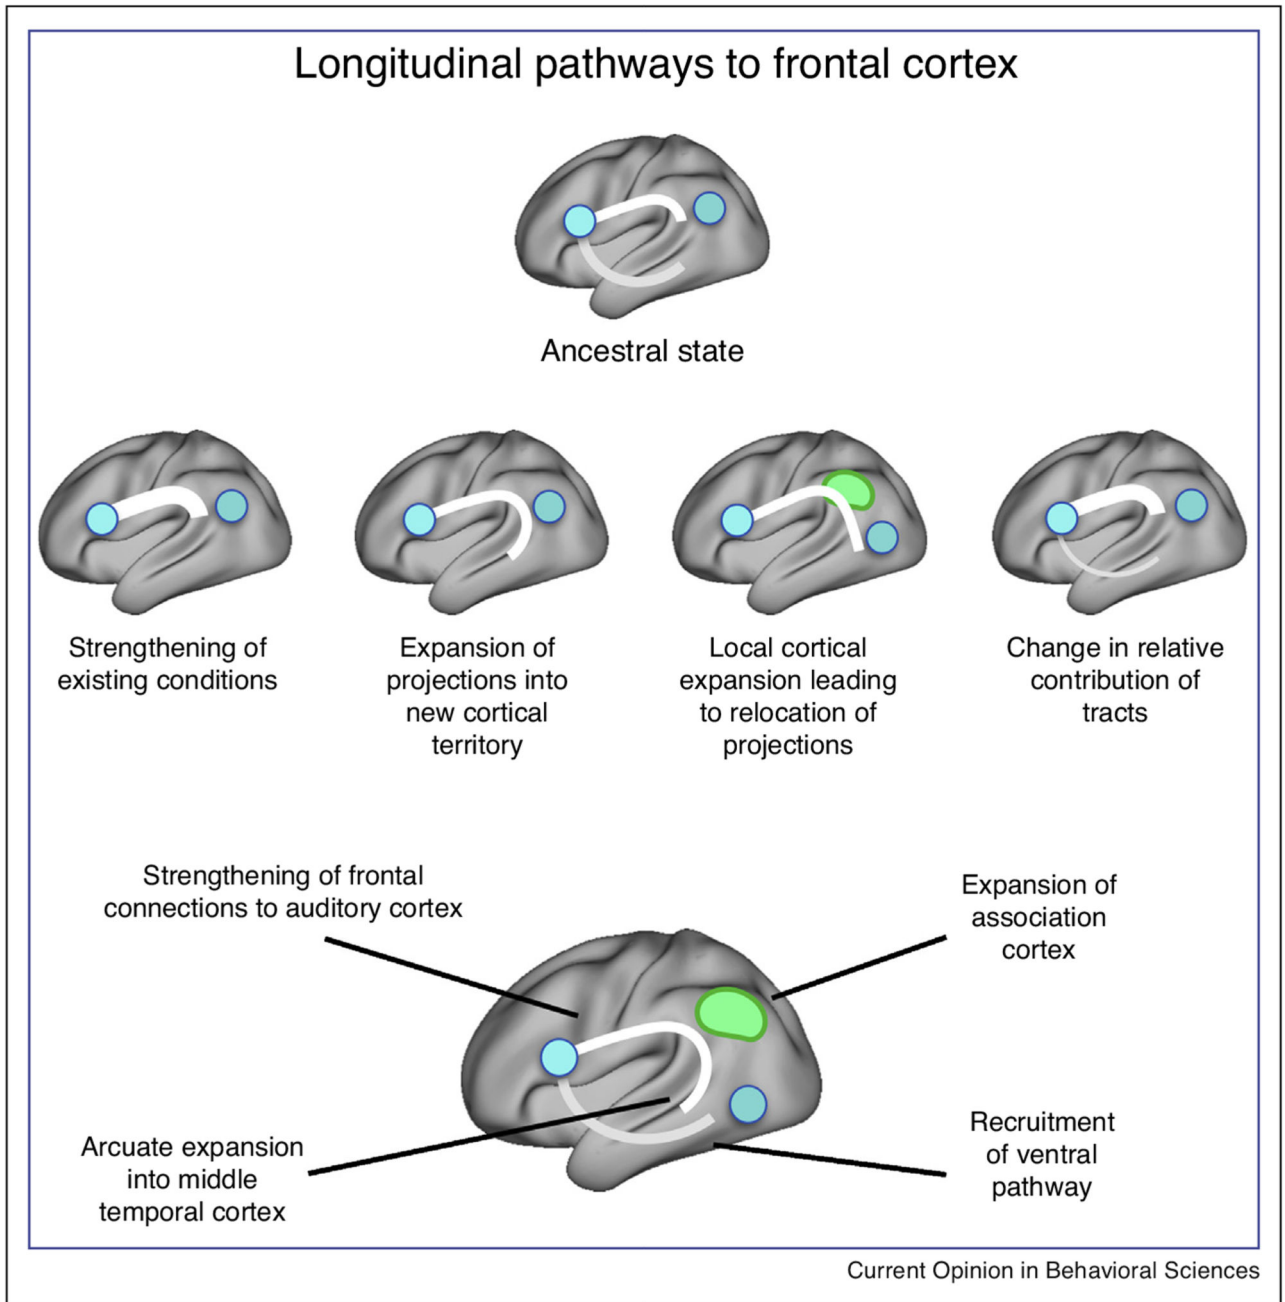 Longitudinal pathways to frontal cortex
Ancestral state
Strengthening of
existing conditions
Expansion of
projections into
new cortical
territory
Local cortical
expansion leading
to relocation of
projections
Change in relative
contribution of
tracts
Strengthening of frontal
connections to auditory cortex
Expansion of
association
cortex
Arcuate expansion
into middle
temporal cortex
Recruitment
of ventral
pathway
Current Opinion in Behavioral Sciences